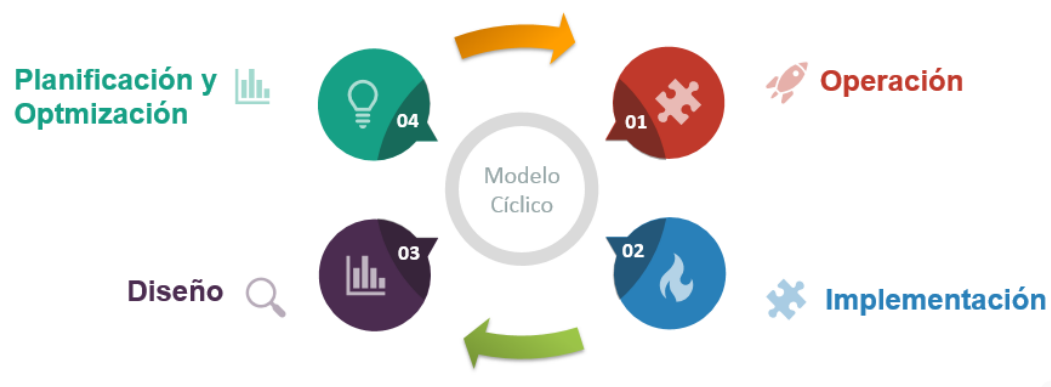 Planificación y
Optmización
04
01
Operación
Modelo
Cíclico
Diseño
03
02
Implementación